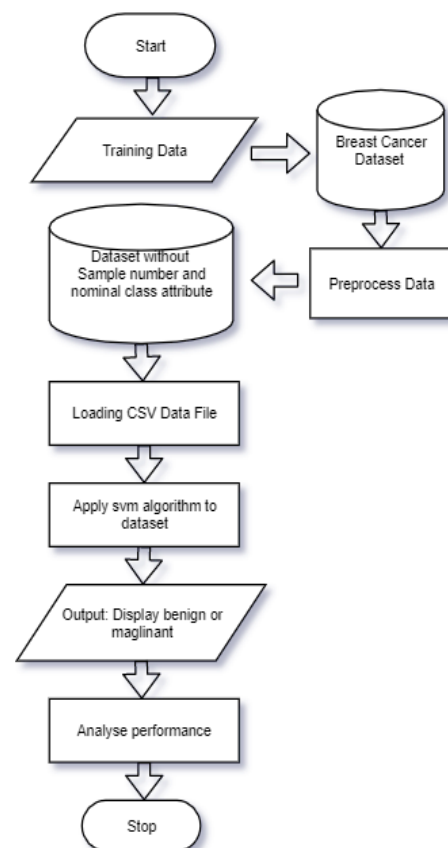 Start
Training Data
Breast Cancer
Dataset
Preprocess Data
Dataset without
Sample number and
nominal class attribute
Loading CSV Data File
Apply svm algorithm to
dataset
Output: Display benign or
maglinant
Analyse performance
Stop